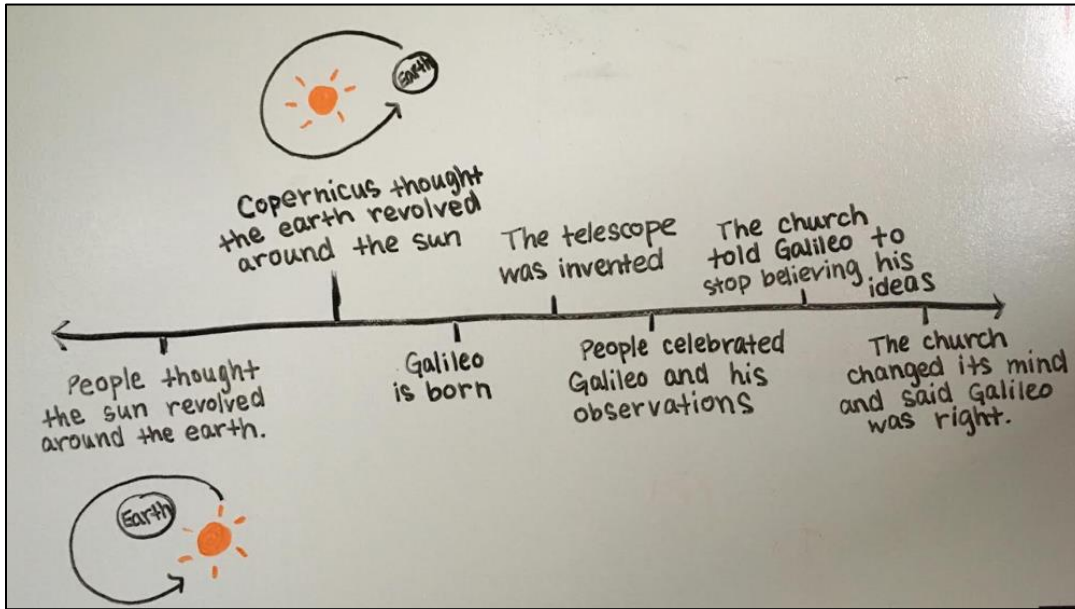 Earth
Copernicus thought
the earth revolved
around the sun
The telescope
was invented
The church
told Galileo to
stop believing his
ideas
People thought
the sun revolved
around the earth.
Galileo
is born
People celebrated
Galileo and his
observations
The church
changed its mind
and said Galileo
was right.
Earth